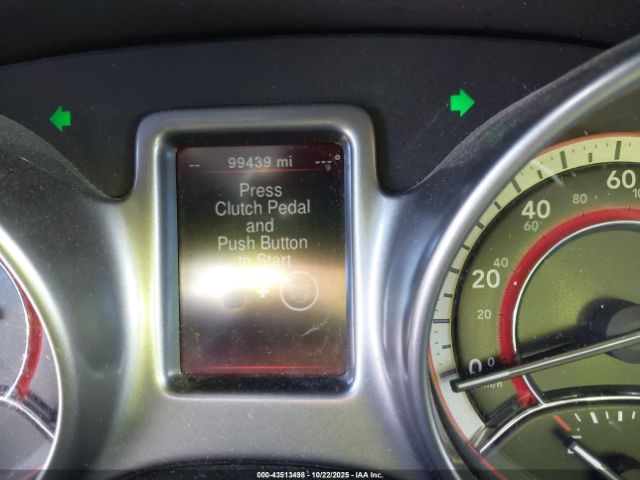 -- 99439 mi ---°
Press
Clutch Pedal
and
Push Button
to Start
60
40
80
60
20
40
20
0
0
000-43513498 - 10/22/2025 - IAA Inc.